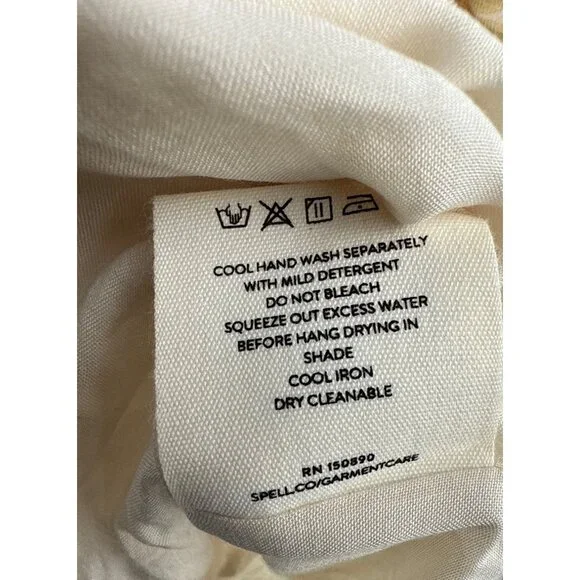 COOL HAND WASH SEPARATELY
WITH MILD DETERGENT
DO NOT BLEACH
SQUEEZE OUT EXCESS WATER
BEFORE HANG DRYING IN
SHADE
COOL IRON
DRY CLEANABLE
RN 150890
SPELL.CO/GARMENTCARE